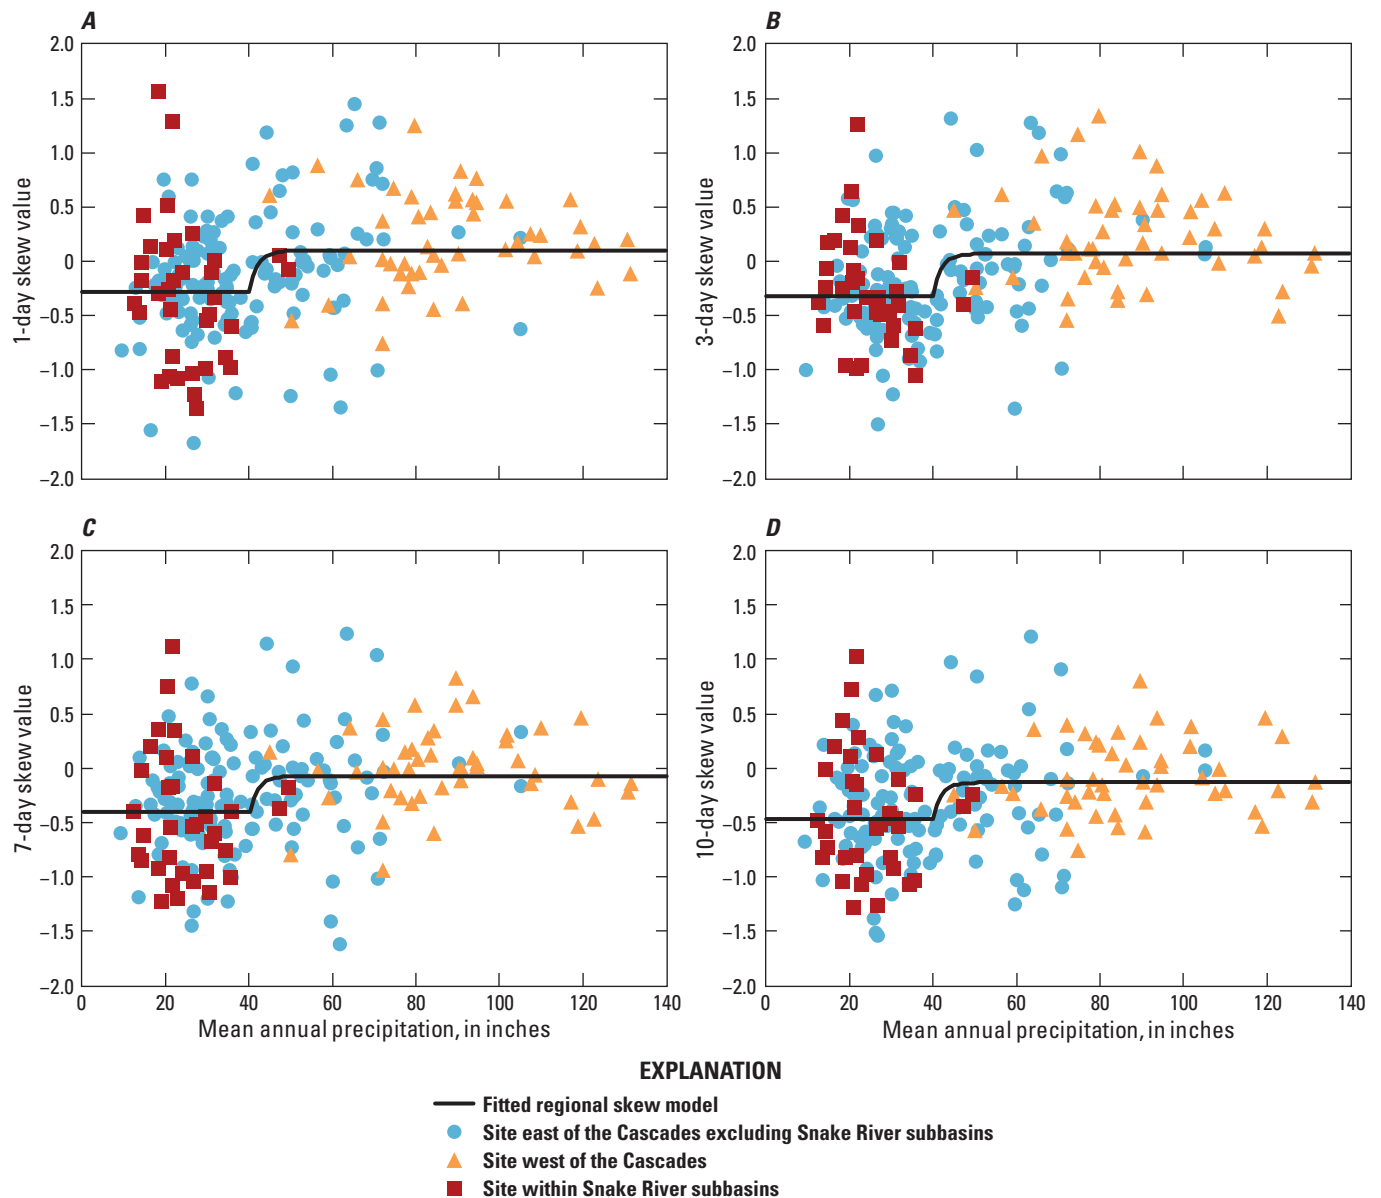 A
B
2.0
1.5
1.0
0.5
0
−0.5
−1.0
−1.5
−2.0
1-day skew value
2.0
1.5
1.0
0.5
0
−0.5
−1.0
−1.5
−2.0
3-day skew value
C
D
2.0
1.5
1.0
0.5
0
−0.5
−1.0
−1.5
−2.0
7-day skew value
0 20 40 60 80 100 120 140
Mean annual precipitation, in inches
2.0
1.5
1.0
0.5
0
−0.5
−1.0
−1.5
−2.0
10-day skew value
0 20 40 60 80 100 120 140
Mean annual precipitation, in inches
EXPLANATION
Fitted regional skew model
Site east of the Cascades excluding Snake River subbasins
Site west of the Cascades
Site within Snake River subbasins